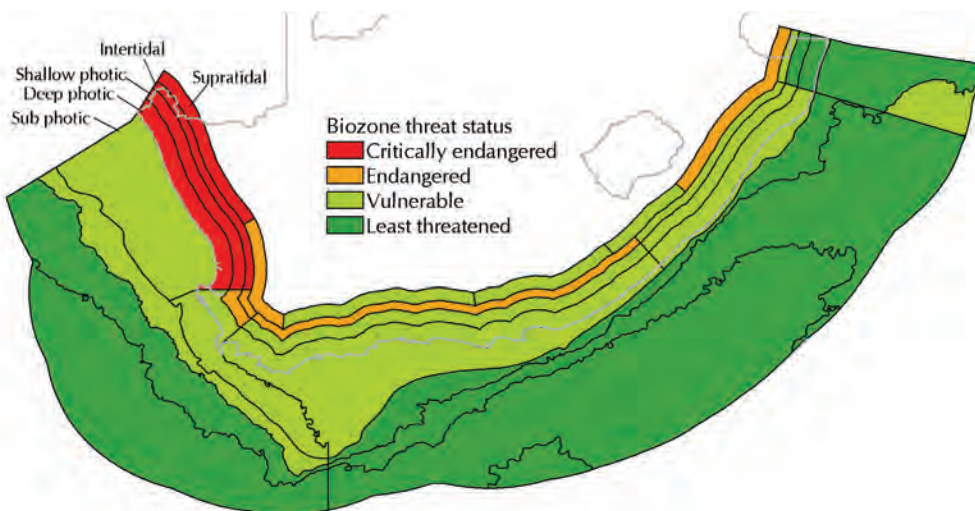 Intertidal
Shallow photic
Supratidal
Deep photic
Sub photic
Biozone threat status
Critically endangered
Endangered
Vulnerable
Least threatened